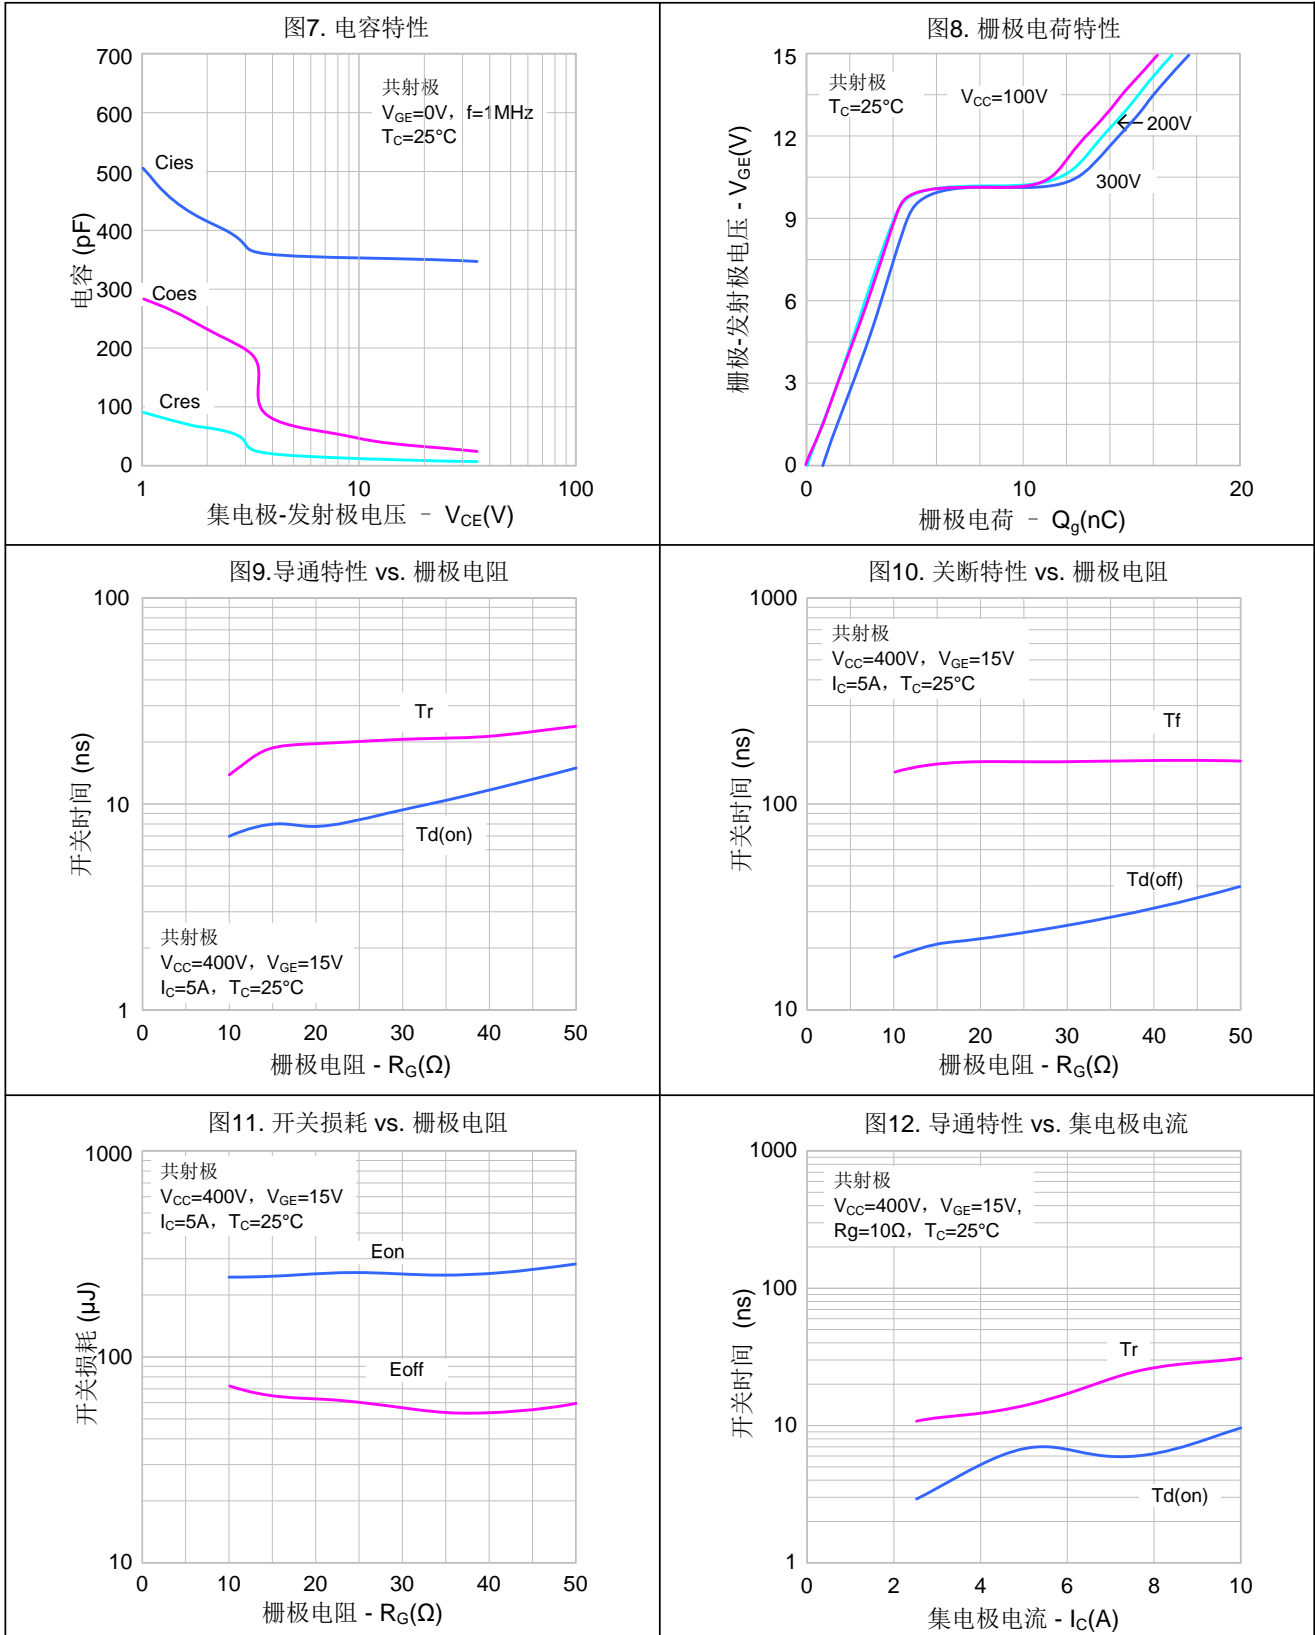 图7. 电容特性
700
600
500
400
300
200
100
0
1
10
100
电容 (pF)
集电极-发射极电压 - VCE(V)
共射极
VGE=0V，f=1MHz
TC=25°C
Cies
Coes
Cres
图8. 栅极电荷特性
15
12
9
6
3
0
0
10
20
栅极-发射极电压 - VGE(V)
栅极电荷 - Qg(nC)
共射极
TC=25°C
VCC=100V
200V
300V
图9.导通特性 vs. 栅极电阻
100
10
1
0
10
20
30
40
50
开关时间 (ns)
栅极电阻 - RG(Ω)
Tr
Td(on)
共射极
VCC=400V，VGE=15V
IC=5A，TC=25°C
图10. 关断特性 vs. 栅极电阻
1000
100
10
0
10
20
30
40
50
开关时间 (ns)
栅极电阻 - RG(Ω)
共射极
VCC=400V，VGE=15V
IC=5A，TC=25°C
Tf
Td(off)
图11. 开关损耗 vs. 栅极电阻
1000
100
10
0
10
20
30
40
50
开关损耗 (μJ)
栅极电阻 - RG(Ω)
共射极
VCC=400V，VGE=15V
IC=5A，TC=25°C
Eon
Eoff
图12. 导通特性 vs. 集电极电流
1000
100
10
1
0
2
4
6
8
10
开关时间 (ns)
集电极电流 - IC(A)
共射极
VCC=400V，VGE=15V,
Rg=10Ω，TC=25°C
Tr
Td(on)